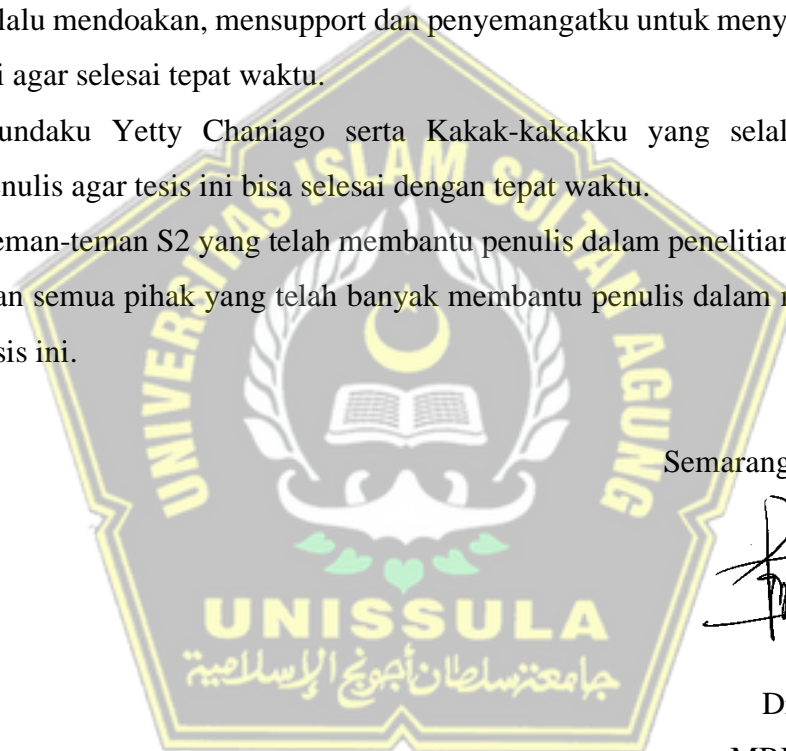 lalu mendoakan, mensupport dan penyemangatku untuk meny
i agar selesai tepat waktu.
undaku Yetty Chaniago serta Kakak-kakakku yang selal
enulis agar tesis ini bisa selesai dengan tepat waktu.
eman-teman S2 yang telah membantu penulis dalam penelitian
an semua pihak yang telah banyak membantu penulis dalam
sis ini.
UNIVERSITAS ISLAM SULTAN AGUNG
Semarang
UNISSULA
جامعة سلطان أجونج الإسلامية